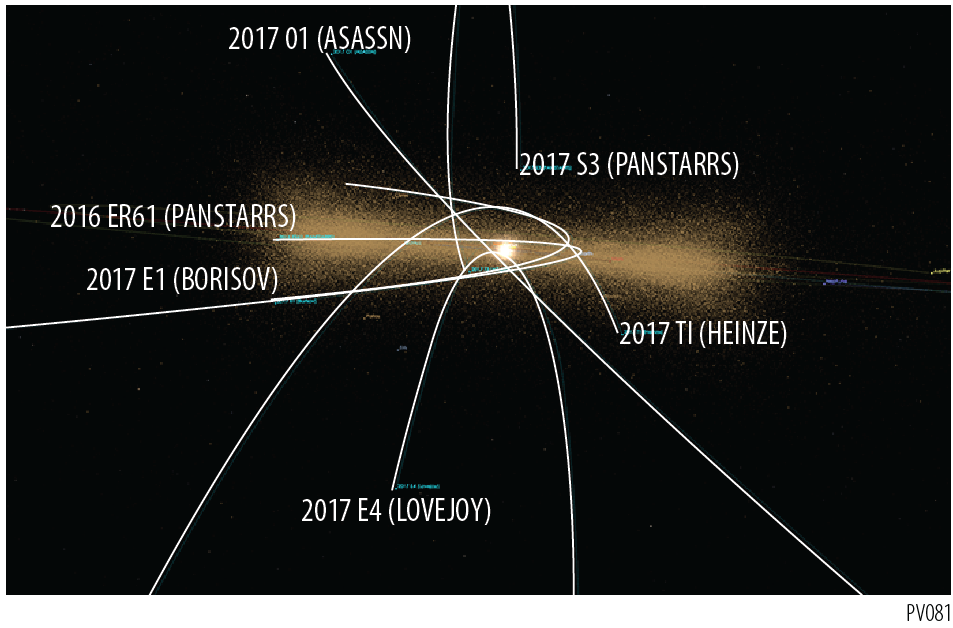 2017 01 (ASASSN)
2017 S3 (PANSTARRS)
2016 ER61 (PANSTARRS)
2017 E1 (BORISOV)
2017 TI (HEINZE)
2017 E4 (LOVEJOY)
PV081